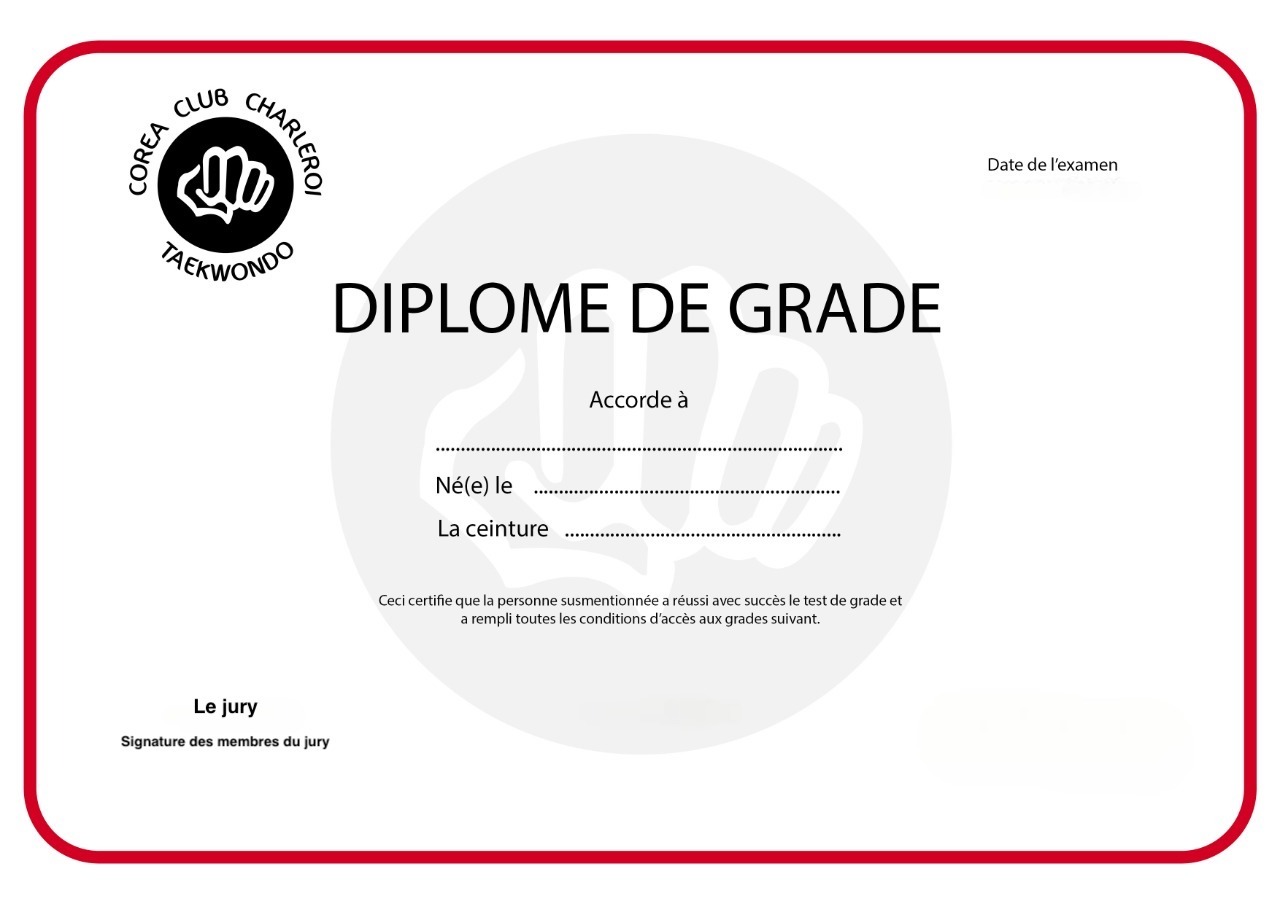 COREA CLUB CHARLEROI
TAEKWONDO
Date de l'examen
DIPLOME DE GRADE
Accorde à
................................................................................
Né(e) le ............................................................
La ceinture ......................................................
Ceci certifie que la personne susmentionnée a réussi avec succès le test de grade et
a rempli toutes les conditions d'accès aux grades suivant.
Le jury
Signature des membres du jury